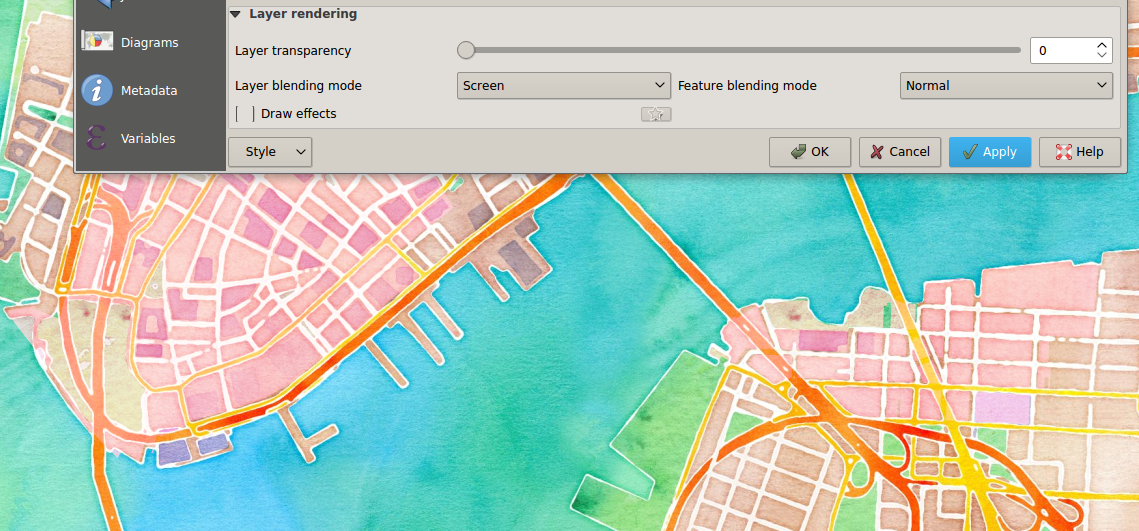 Layer rendering
Diagrams
Layer transparency
0
Metadata
Layer blending mode
Screen
Feature blending mode
Normal
Draw effects
Variables
Style
OK
Cancel
Apply
Help